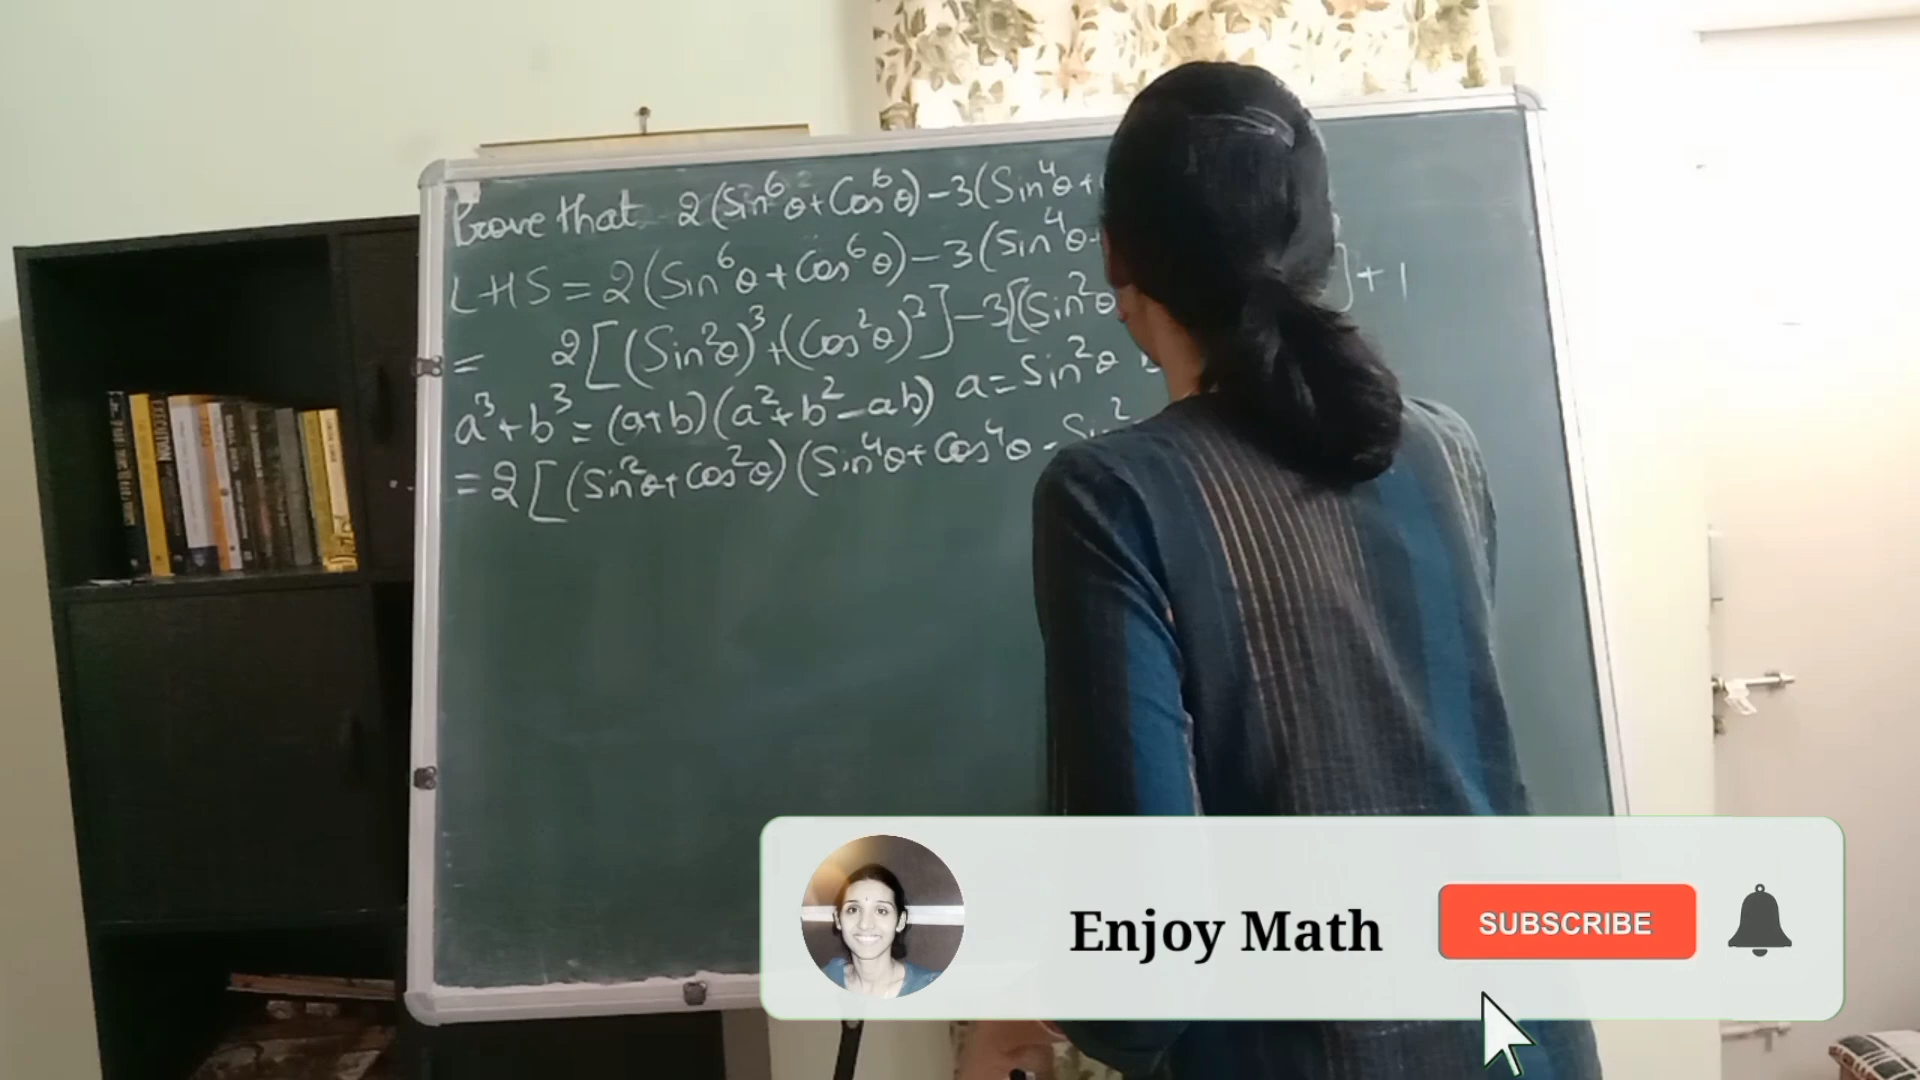 Prove that 2(Sin⁶θ+Cos⁶θ)-3(Sin⁴θ+
LHS = 2(Sin⁶θ+Cos⁶θ)-3(Sin⁴θ+
= 2[(Sin²θ)³+(Cos²θ)³]-3[(Sin²θ ]+1
a³+b³=(a+b)(a²+b²-ab) a=Sin²θ
=2[(Sin²θ+Cos²θ)(Sin⁴θ+Cos⁴θ-Sin²
Enjoy Math
SUBSCRIBE